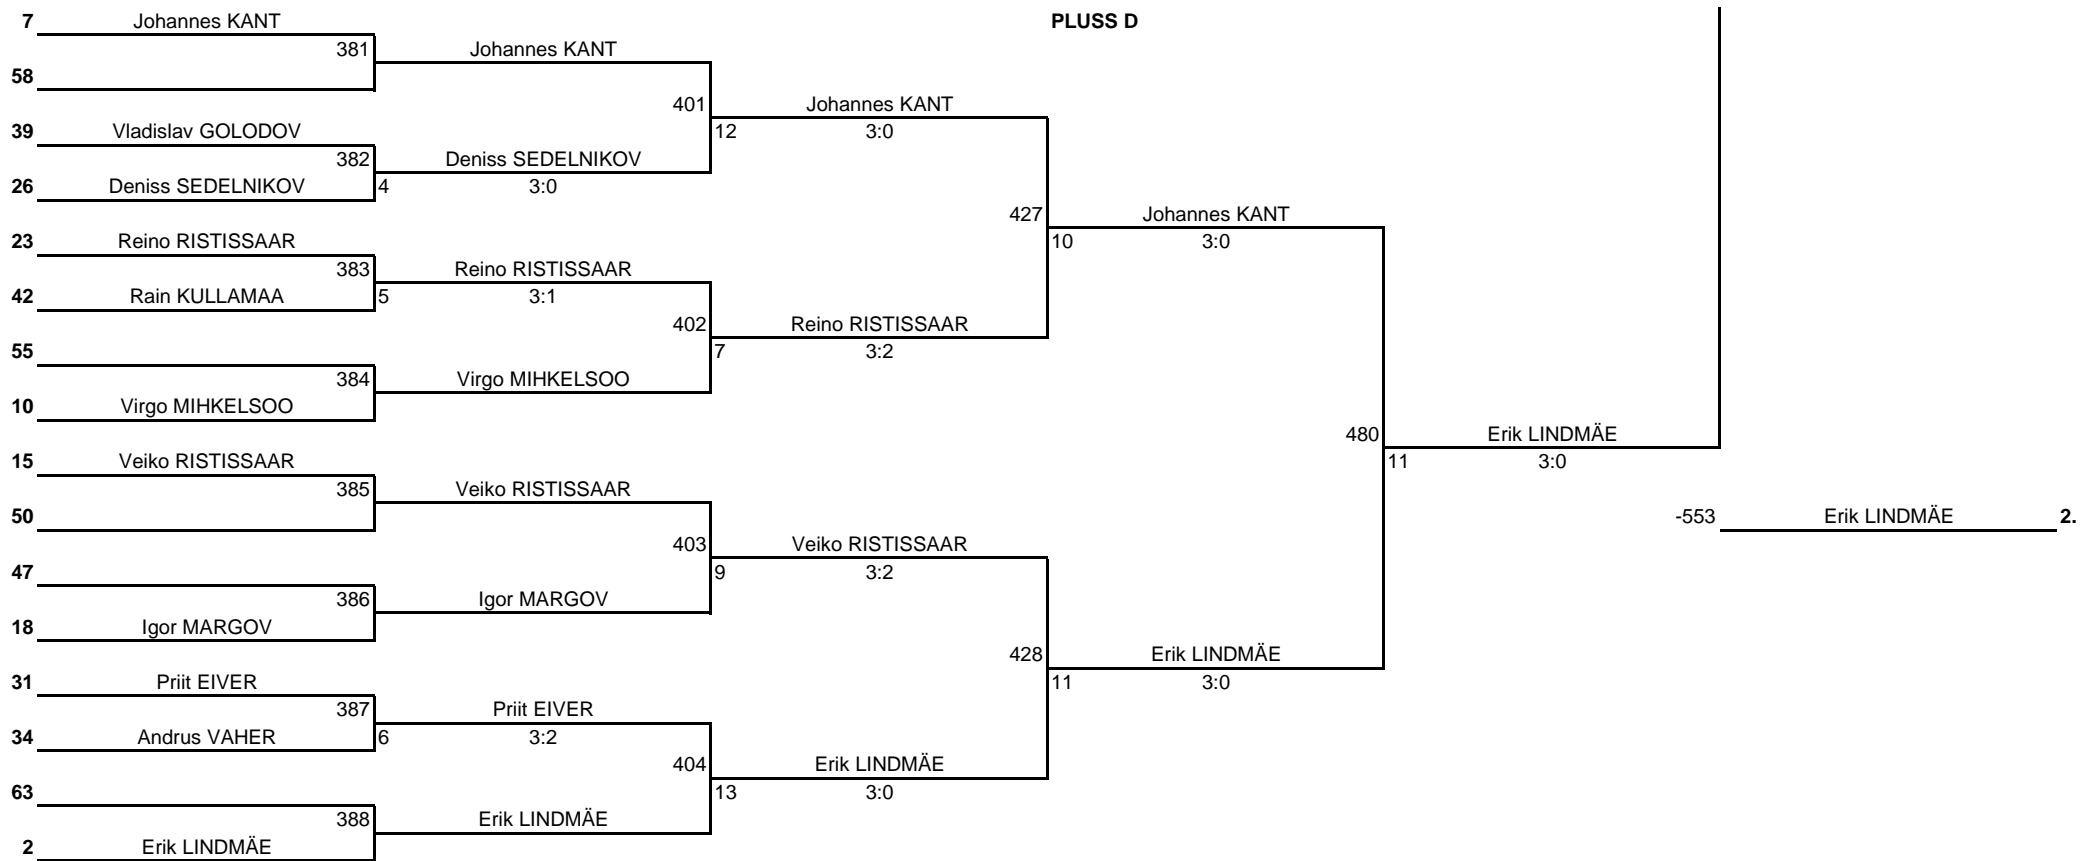 7 Johannes KANT PLUSS D
381 Johannes KANT
58
401 Johannes KANT
39 Vladislav GOLODOV 12 3:0
382 Deniss SEDELNIKOV
26 Deniss SEDELNIKOV 4 3:0
427 Johannes KANT
23 Reino RISTISSAAR 10 3:0
383 Reino RISTISSAAR
42 Rain KULLAMAA 5 3:1
402 Reino RISTISSAAR
55 7 3:2
384 Virgo MIHKELSOO
10 Virgo MIHKELSOO
480 Erik LINDMÄE
15 Veiko RISTISSAAR 11 3:0
385 Veiko RISTISSAAR
50 -553 Erik LINDMÄE 2.
403 Veiko RISTISSAAR
47 9 3:2
386 Igor MARGOV
18 Igor MARGOV
428 Erik LINDMÄE
31 Priit EIVER 11 3:0
387 Priit EIVER
34 Andrus VAHER 6 3:2
404 Erik LINDMÄE
63 13 3:0
388 Erik LINDMÄE
2 Erik LINDMÄE